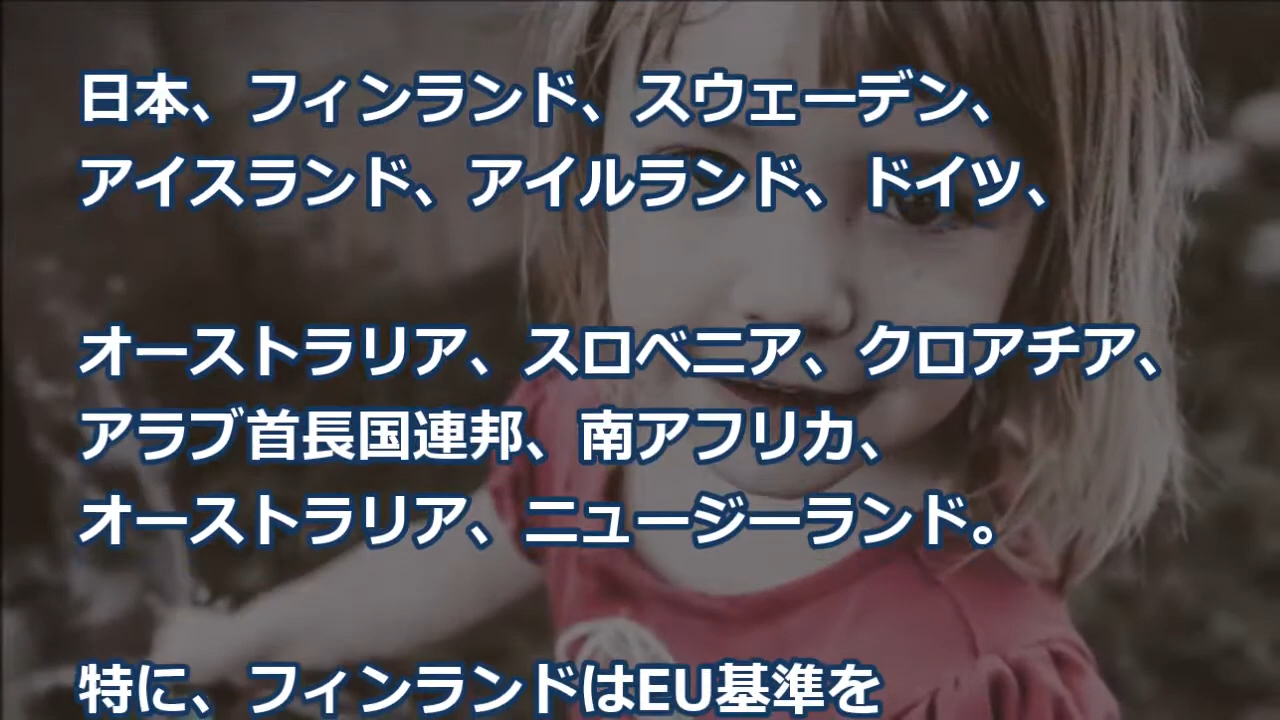 日本、フィンランド、スウェーデン、
アイスランド、アイルランド、ドイツ、
オーストラリア、スロベニア、クロアチア、
アラブ首長国連邦、南アフリカ、
オーストラリア、ニュージーランド。
特に、フィンランドはEU基準を